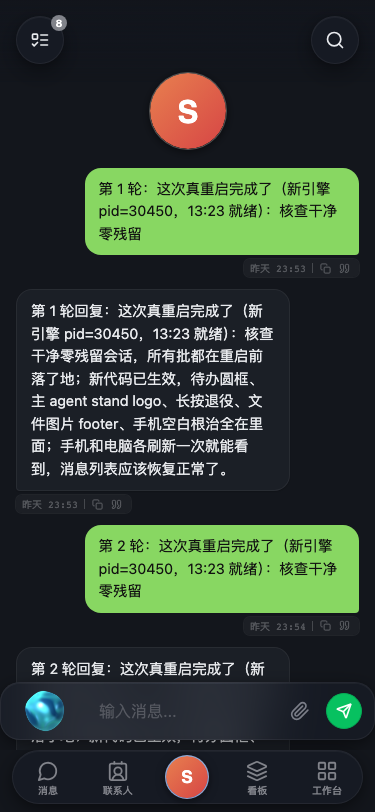 8
S
第 1 轮：这次真重启完成了（新引擎
pid=30450，13:23 就绪）：核查干净
零残留
昨天 23:53
第 1 轮回复：这次真重启完成了（新
引擎 pid=30450，13:23 就绪）：核查
干净零残留会话，所有批都在重启前
落了地；新代码已生效，待办圆框、
主 agent stand logo、长按退役、文
件图片 footer、手机空白根治全在里
面；手机和电脑各刷新一次就能看
到，消息列表应该恢复正常了。
昨天 23:53
第 2 轮：这次真重启完成了（新引擎
pid=30450，13:23 就绪）：核查干净
零残留
昨天 23:54
第 2 轮回复：这次真重启完成了（新
输入消息...
消息
联系人
S
看板
工作台